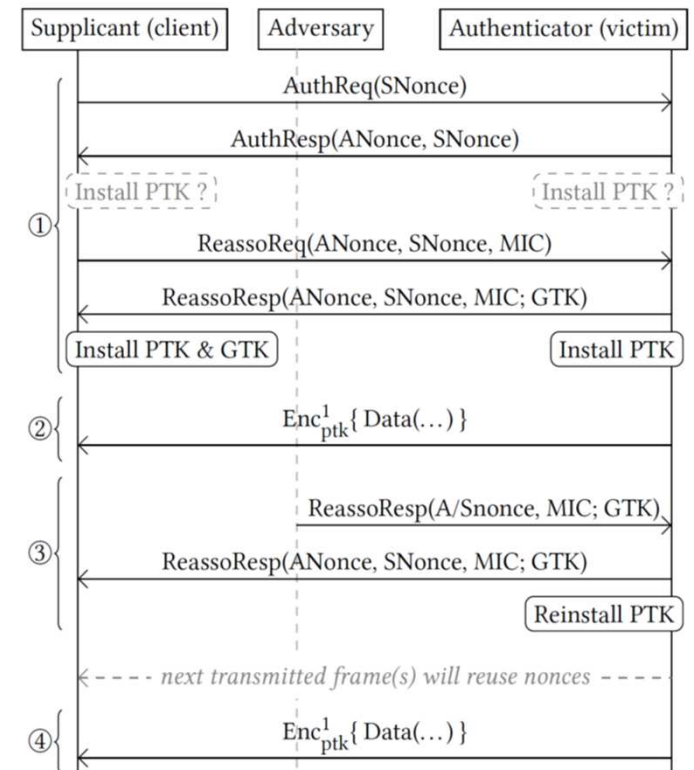 Supplicant (client) Adversary Authenticator (victim)
AuthReq(SNonce)
AuthResp(ANonce, SNonce)
Install PTK ? Install PTK ?
①
ReassoReq(ANonce, SNonce, MIC)
ReassoResp(ANonce, SNonce, MIC; GTK)
Install PTK & GTK Install PTK
②
Enc¹ptk{ Data(…) }
ReassoResp(A/Snonce, MIC; GTK)
③
ReassoResp(ANonce, SNonce, MIC; GTK)
Reinstall PTK
next transmitted frame(s) will reuse nonces
④
Enc¹ptk{ Data(…) }